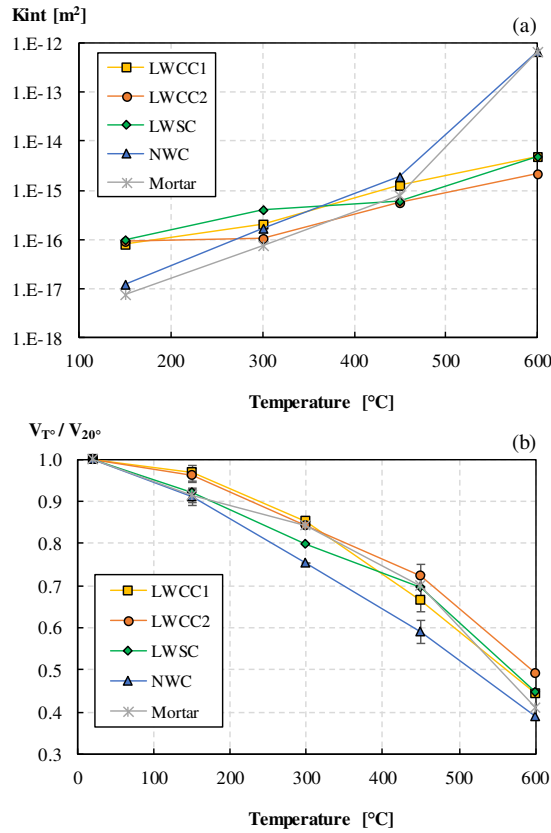 Kint [m²]
(a)
1.E-12
1.E-13
1.E-14
1.E-15
1.E-16
1.E-17
1.E-18
LWCC1
LWCC2
LWSC
NWC
Mortar
100 200 300 400 500 600
Temperature [°C]
V_T° / V_20°
(b)
1.0
0.9
0.8
0.7
0.6
0.5
0.4
0.3
LWCC1
LWCC2
LWSC
NWC
Mortar
0 100 200 300 400 500 600
Temperature [°C]